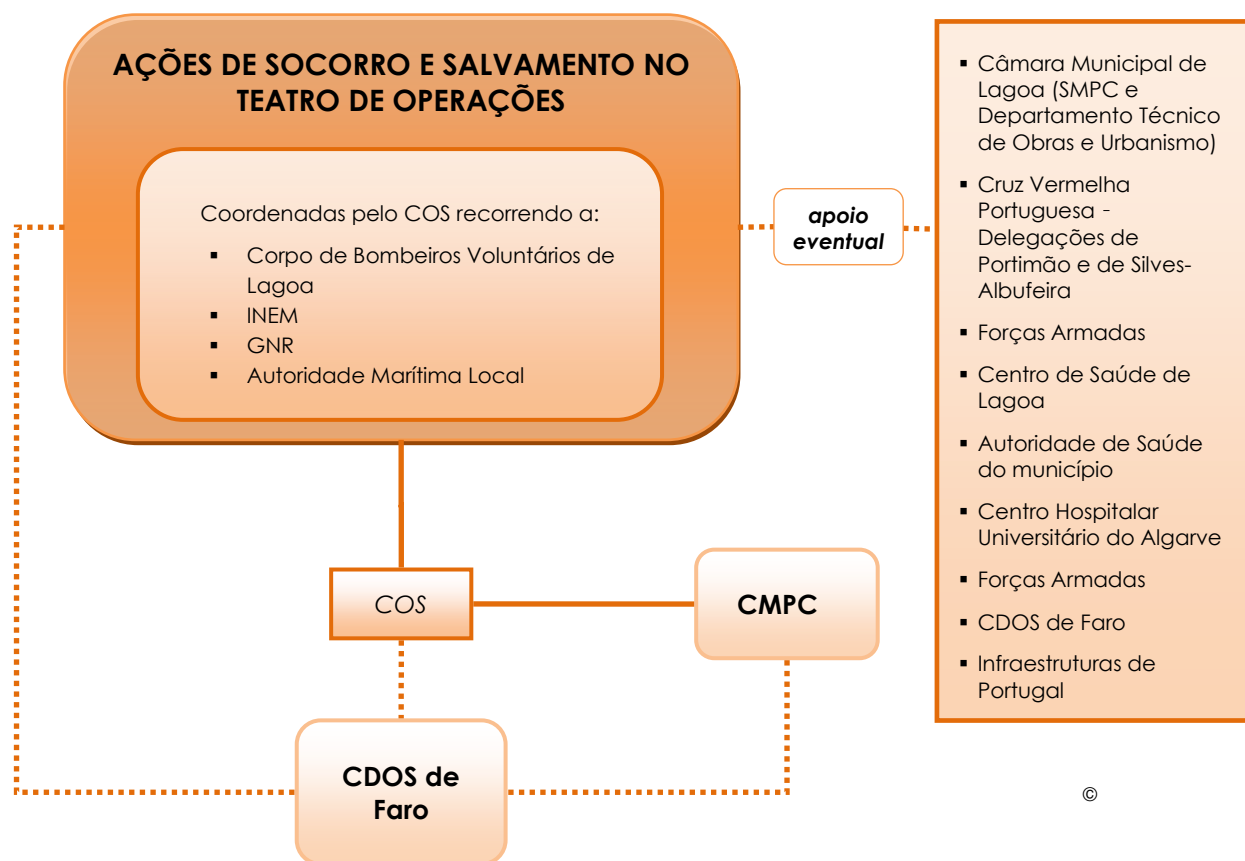 AÇÕES DE SOCORRO E SALVAMENTO NO
TEATRO DE OPERAÇÕES
Coordenadas pelo COS recorrendo a:
▪ Corpo de Bombeiros Voluntários de
Lagoa
▪ INEM
▪ GNR
▪ Autoridade Marítima Local
apoio
eventual
▪ Câmara Municipal de
Lagoa (SMPC e
Departamento Técnico
de Obras e Urbanismo)
▪ Cruz Vermelha
Portuguesa -
Delegações de
Portimão e de Silves-
Albufeira
▪ Forças Armadas
▪ Centro de Saúde de
Lagoa
▪ Autoridade de Saúde
do município
▪ Centro Hospitalar
Universitário do Algarve
▪ Forças Armadas
▪ CDOS de Faro
▪ Infraestruturas de
Portugal
COS
CMPC
CDOS de
Faro
©